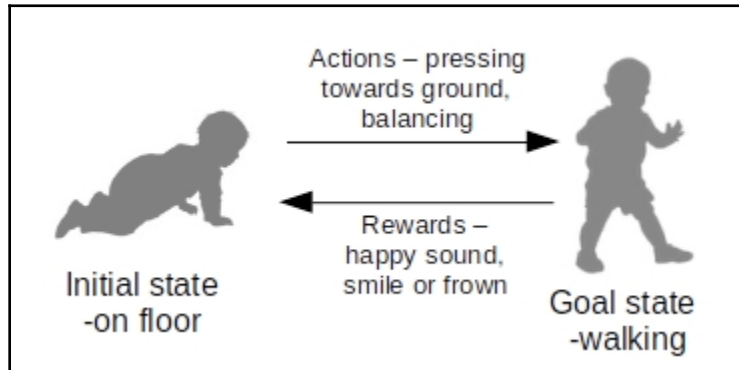 Actions – pressing
towards ground,
balancing
Rewards –
happy sound,
smile or frown
Initial state
-on floor
Goal state
-walking